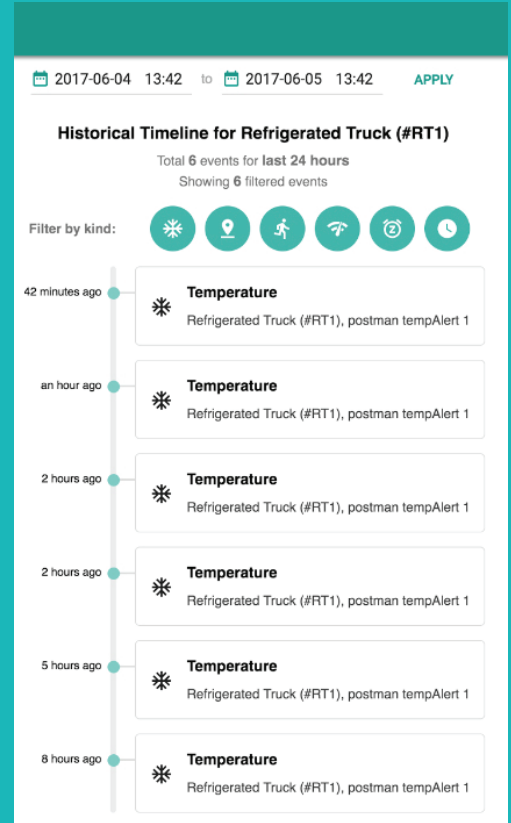 2017-06-04 13:42 to 2017-06-05 13:42 APPLY
Historical Timeline for Refrigerated Truck (#RT1)
Total 6 events for last 24 hours
Showing 6 filtered events
Filter by kind:
42 minutes ago
Temperature
Refrigerated Truck (#RT1), postman tempAlert 1
an hour ago
Temperature
Refrigerated Truck (#RT1), postman tempAlert 1
2 hours ago
Temperature
Refrigerated Truck (#RT1), postman tempAlert 1
2 hours ago
Temperature
Refrigerated Truck (#RT1), postman tempAlert 1
5 hours ago
Temperature
Refrigerated Truck (#RT1), postman tempAlert 1
8 hours ago
Temperature
Refrigerated Truck (#RT1), postman tempAlert 1